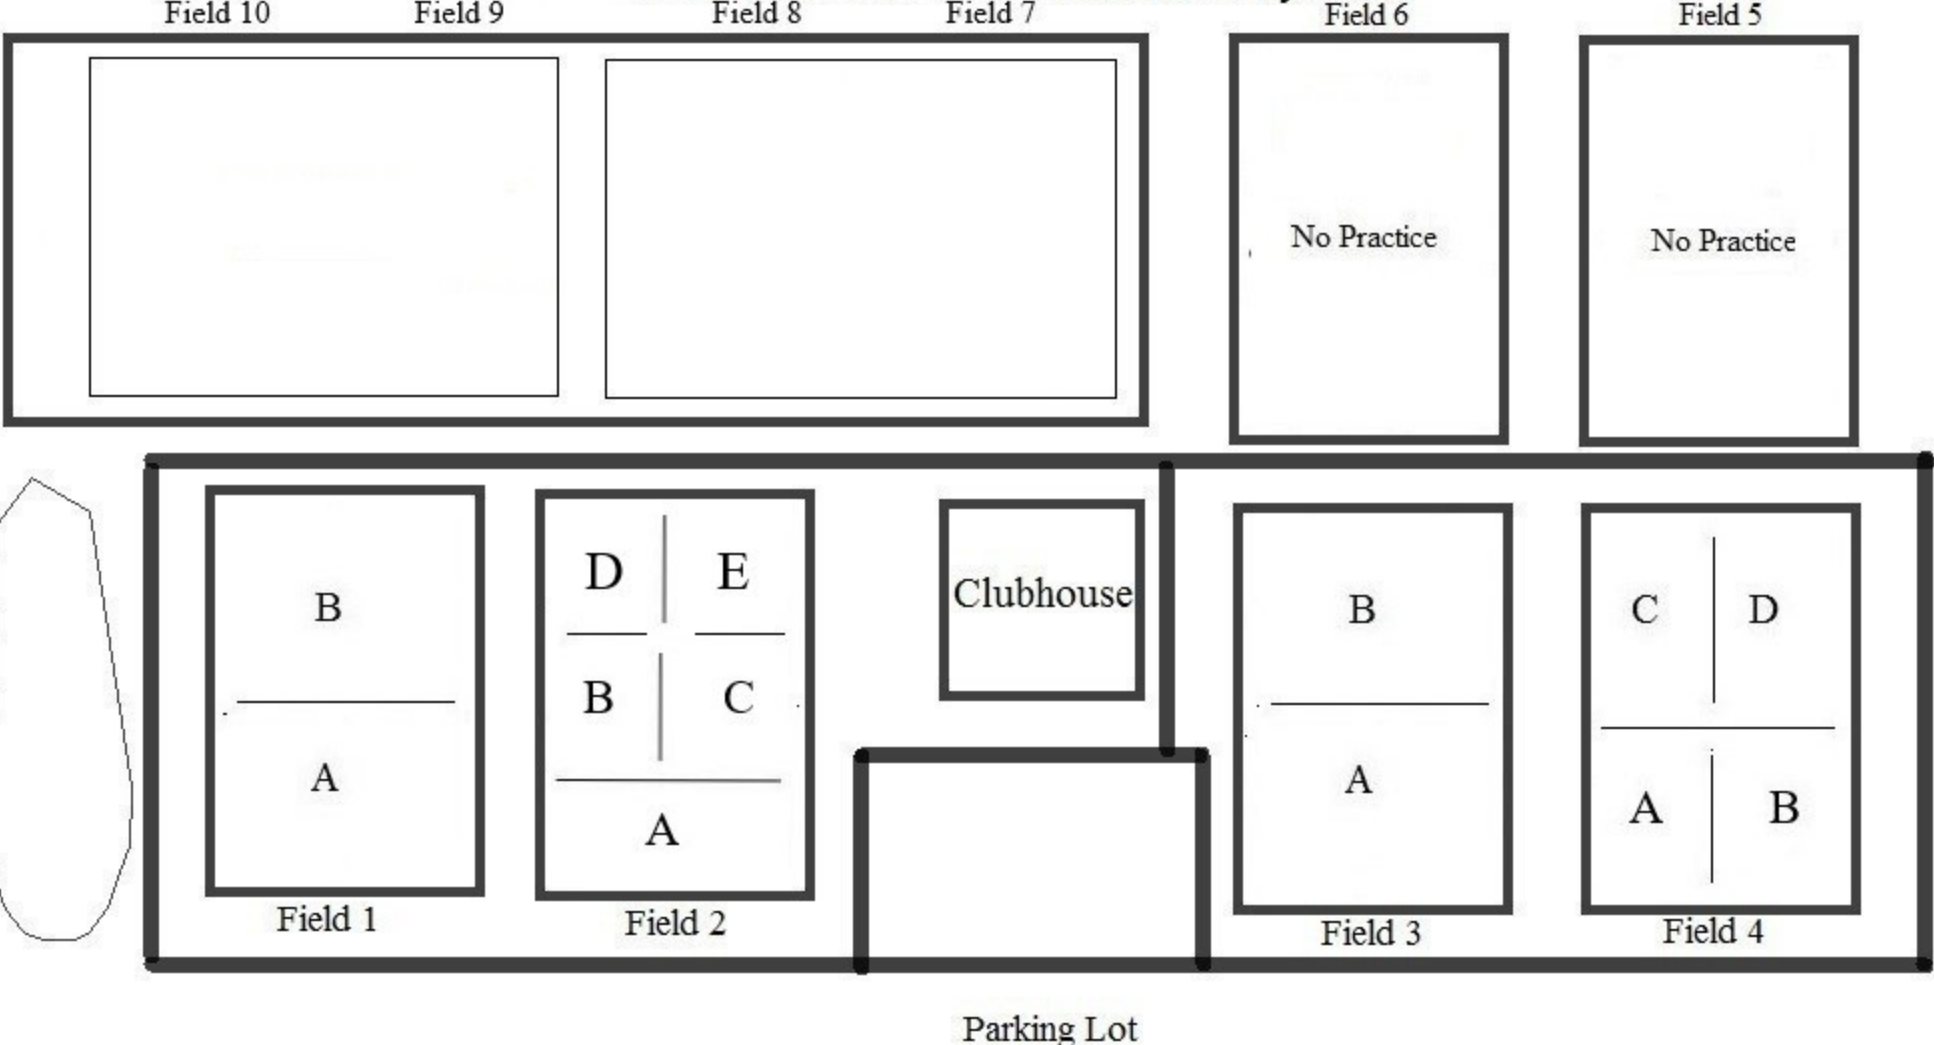 Field 10 Field 9 Field 8 Field 7 Field 6 Field 5
No Practice No Practice
D E
Clubhouse
B B C D
B C
A A A B
A
Field 1 Field 2 Field 3 Field 4
Parking Lot